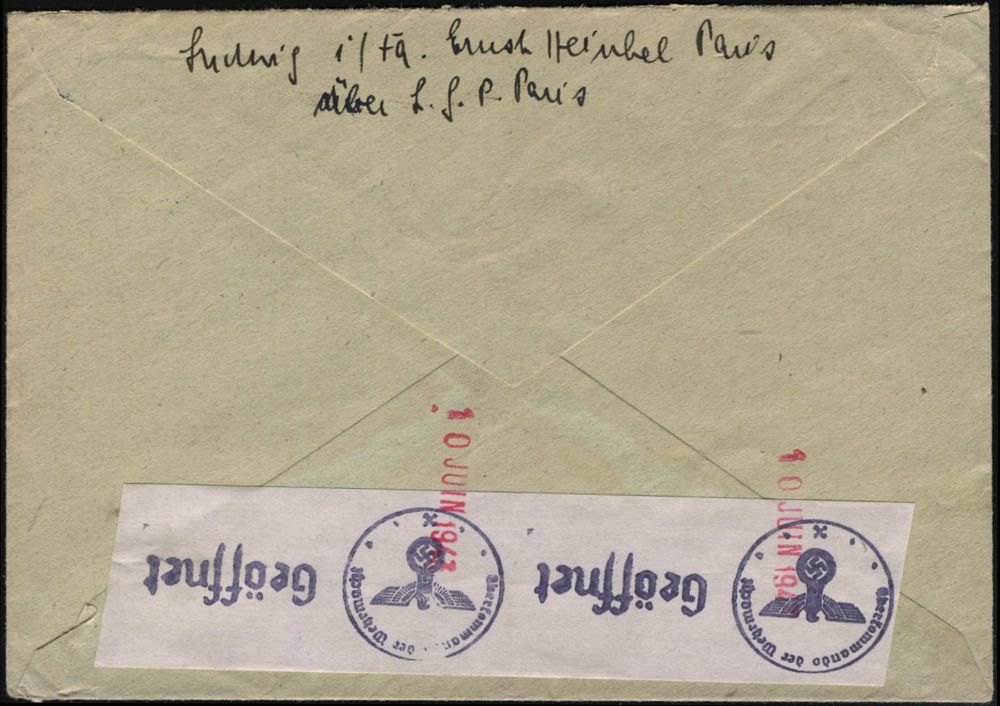 Ludwig i/Fa. Ernst Heinkel Paris
über L.G.P. Paris
10 JUIN 1943
10 JUIN 194
Geöffnet
Oberkommando der Wehrmacht
x
Geöffnet
Oberkommando der Wehrmacht
x